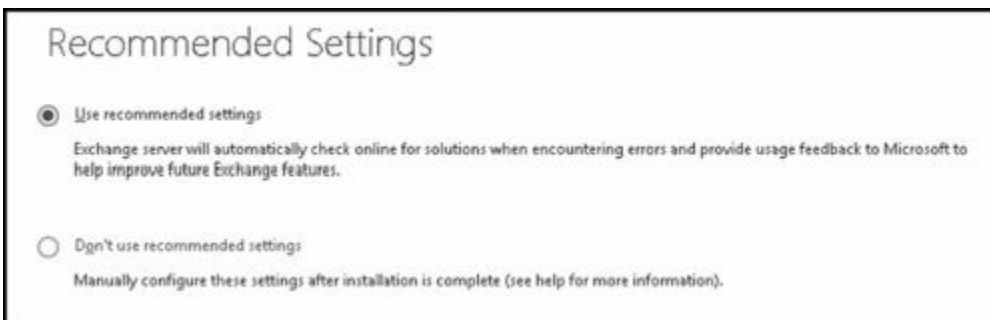 Recommended Settings
Use recommended settings
Exchange server will automatically check online for solutions when encountering errors and provide usage feedback to Microsoft to
help improve future Exchange features.
Don't use recommended settings
Manually configure these settings after installation is complete (see help for more information).